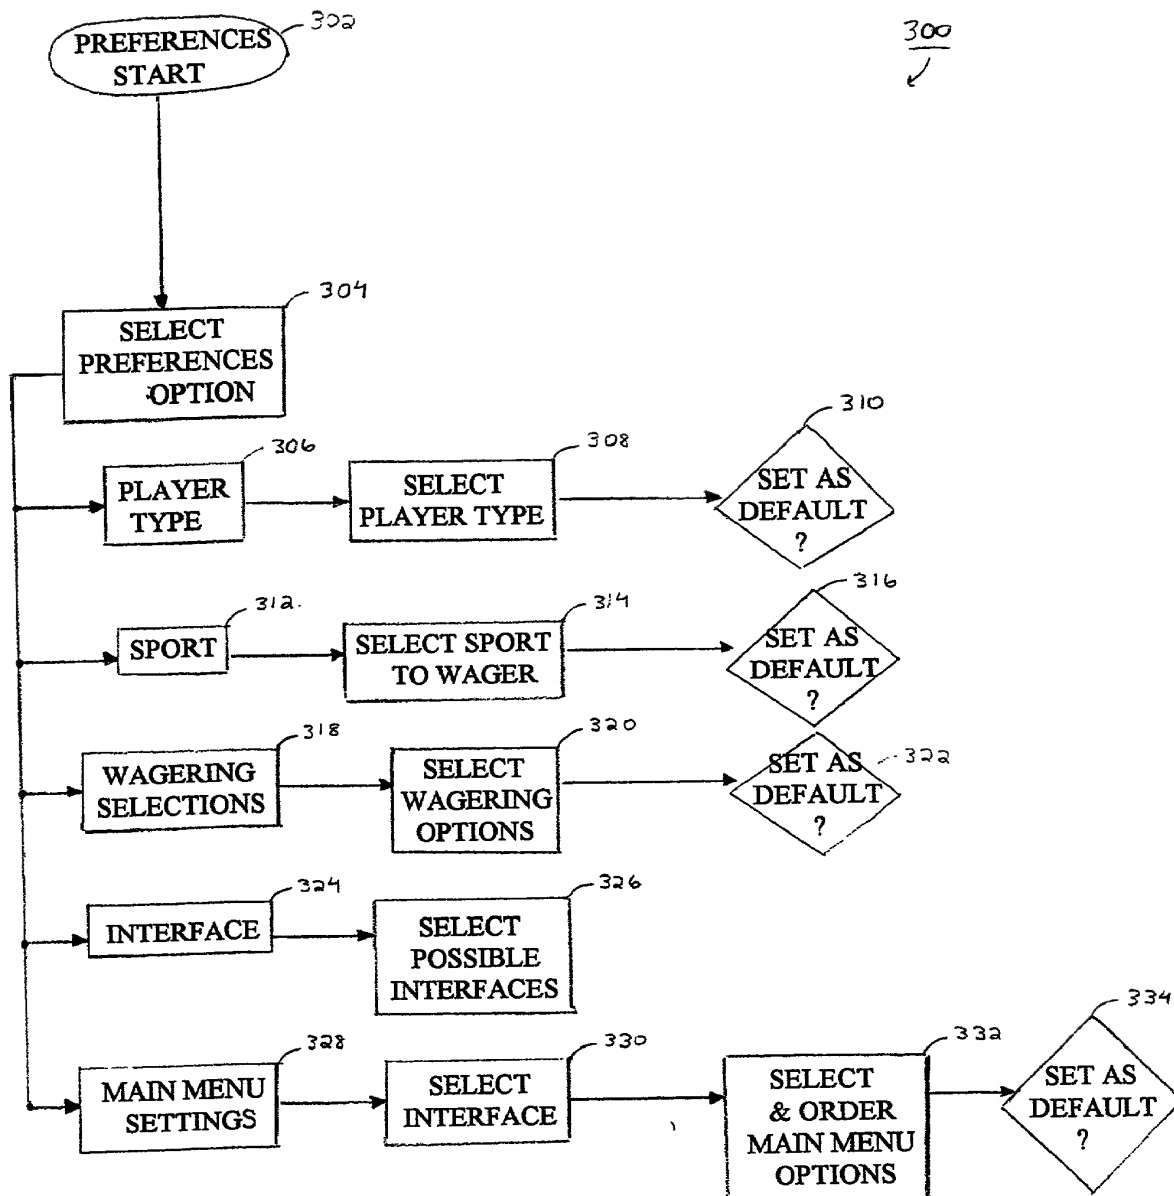 PREFERENCES
START
302
300
304
SELECT
PREFERENCES
OPTION
306
PLAYER
TYPE
308
SELECT
PLAYER TYPE
310
SET AS
DEFAULT
?
312.
SPORT
314
SELECT SPORT
TO WAGER
316
SET AS
DEFAULT
?
318
WAGERING
SELECTIONS
320
SELECT
WAGERING
OPTIONS
322
SET AS
DEFAULT
?
324
INTERFACE
326
SELECT
POSSIBLE
INTERFACES
328
MAIN MENU
SETTINGS
330
SELECT
INTERFACE
332
SELECT
& ORDER
MAIN MENU
OPTIONS
334
SET AS
DEFAULT
?